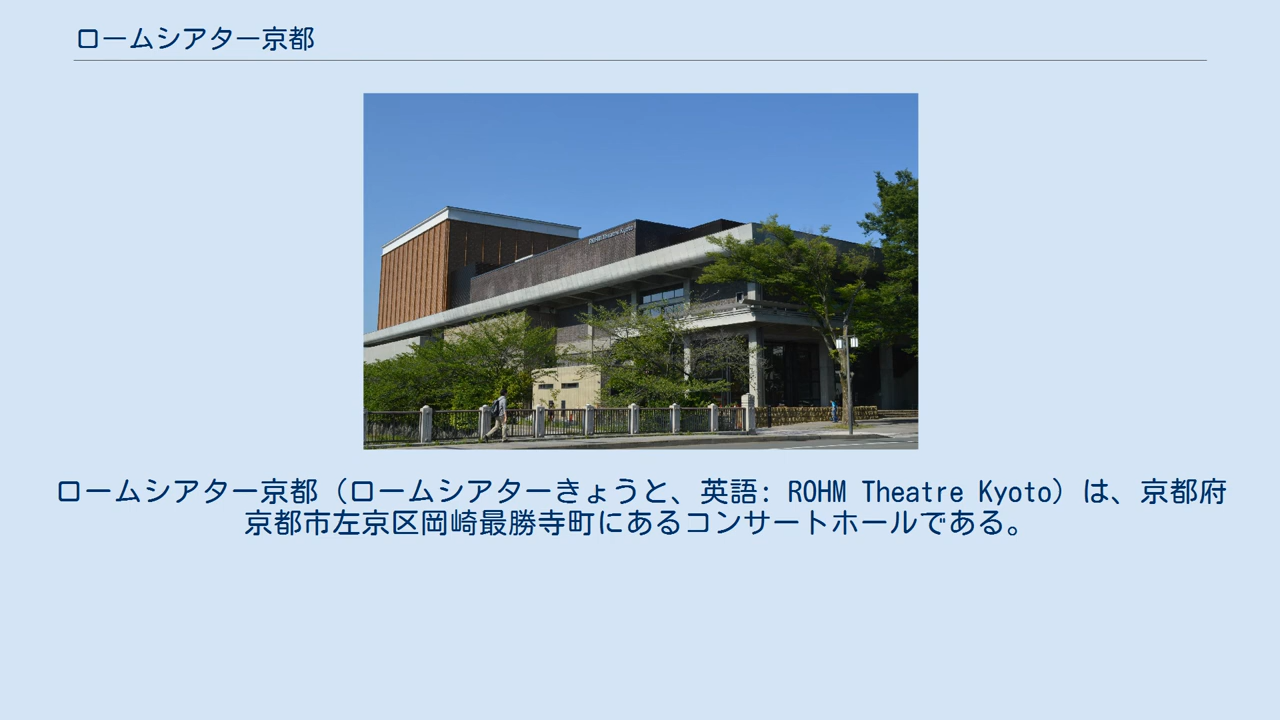 ロームシアター京都
ROHM Theatre Kyoto
ロームシアター京都（ロームシアターきょうと、英語: ROHM Theatre Kyoto）は、京都府
京都市左京区岡崎最勝寺町にあるコンサートホールである。